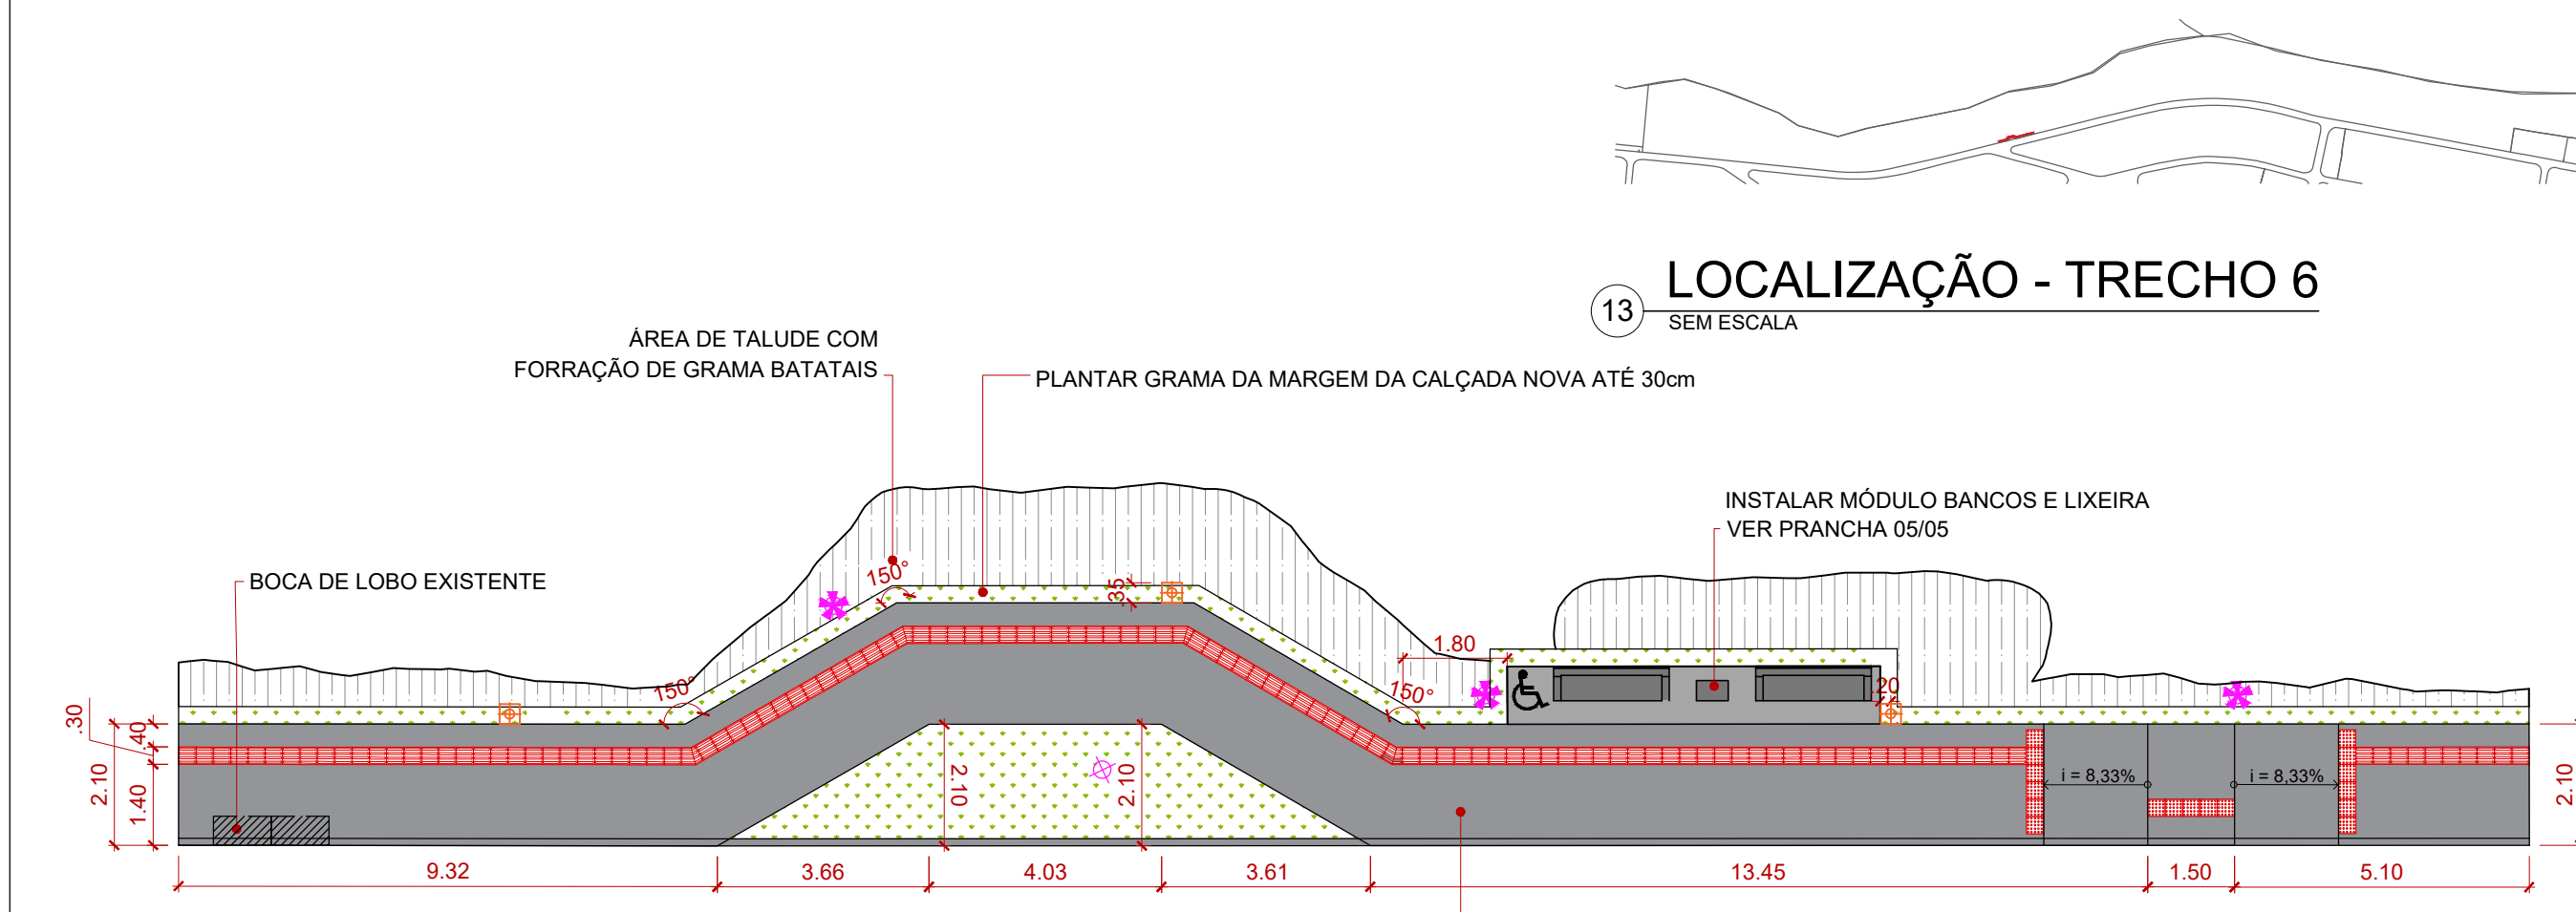 LOCALIZAÇÃO - TRECHO 6
13
SEM ESCALA
ÁREA DE TALUDE COM
FORRAÇÃO DE GRAMA BATATAIS
PLANTAR GRAMA DA MARGEM DA CALÇADA NOVA ATÉ 30cm
INSTALAR MÓDULO BANCOS E LIXEIRA
VER PRANCHA 05/05
BOCA DE LOBO EXISTENTE
150°
.35
1.80
150°
150°
.20
.30
.40
2.10
1.40
2.10
2.10
i = 8,33%
i = 8,33%
2.10
9.32
3.66
4.03
3.61
13.45
1.50
5.10